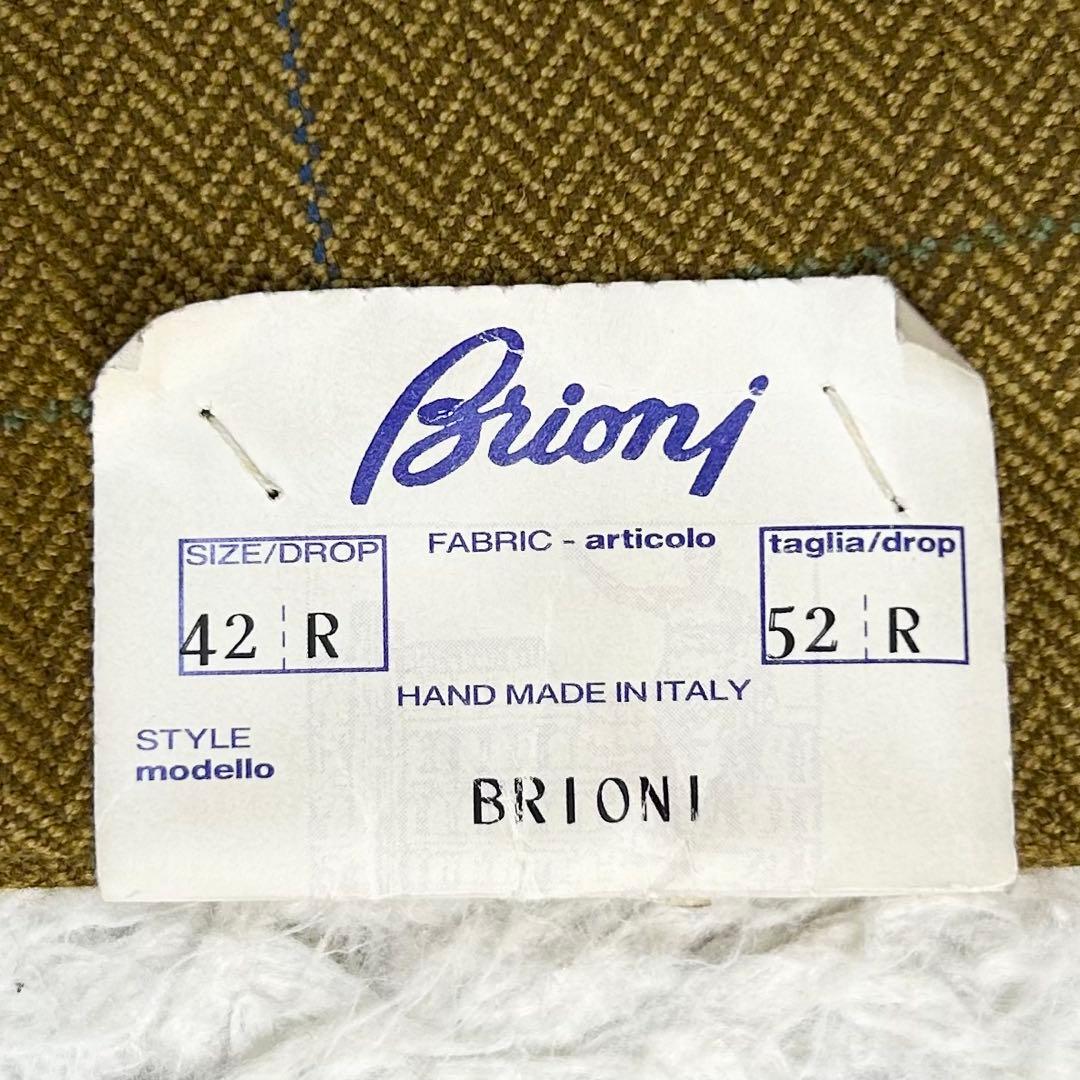 Brioni
SIZE/DROP
42 R
FABRIC - articolo
taglia/drop
52 R
HAND MADE IN ITALY
STYLE
modello
BRIONI